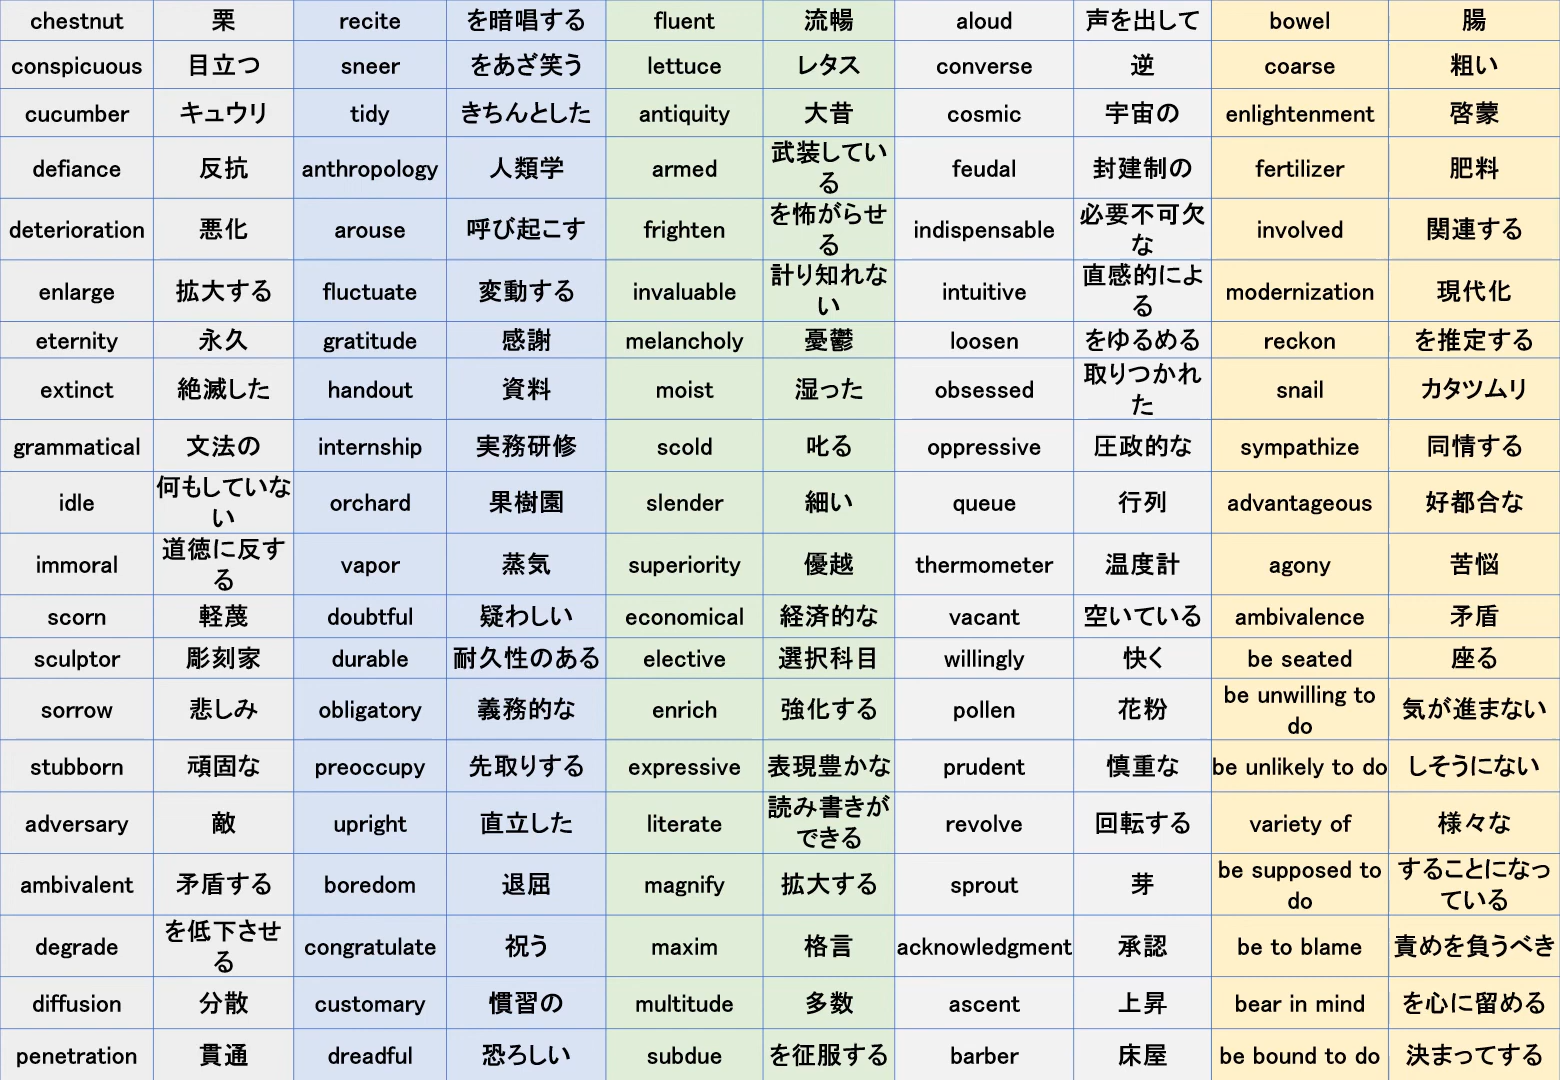 chestnut 栗 recite を暗唱する fluent 流暢 aloud 声を出して bowel 腸
conspicuous 目立つ sneer をあざ笑う lettuce レタス converse 逆 coarse 粗い
cucumber キュウリ tidy きちんとした antiquity 大昔 cosmic 宇宙の enlightenment 啓蒙
defiance 反抗 anthropology 人類学 armed 武装している feudal 封建制の fertilizer 肥料
deterioration 悪化 arouse 呼び起こす frighten を怖がらせる indispensable 必要不可欠な involved 関連する
enlarge 拡大する fluctuate 変動する invaluable 計り知れない intuitive 直感的による modernization 現代化
eternity 永久 gratitude 感謝 melancholy 憂鬱 loosen をゆるめる reckon を推定する
extinct 絶滅した handout 資料 moist 湿った obsessed 取りつかれた snail カタツムリ
grammatical 文法の internship 実務研修 scold 叱る oppressive 圧政的な sympathize 同情する
idle 何もしていない orchard 果樹園 slender 細い queue 行列 advantageous 好都合な
immoral 道徳に反する vapor 蒸気 superiority 優越 thermometer 温度計 agony 苦悩
scorn 軽蔑 doubtful 疑わしい economical 経済的な vacant 空いている ambivalence 矛盾
sculptor 彫刻家 durable 耐久性のある elective 選択科目 willingly 快く be seated 座る
sorrow 悲しみ obligatory 義務的な enrich 強化する pollen 花粉 be unwilling to do 気が進まない
stubborn 頑固な preoccupy 先取りする expressive 表現豊かな prudent 慎重な be unlikely to do しそうにない
adversary 敵 upright 直立した literate 読み書きができる revolve 回転する variety of 様々な
ambivalent 矛盾する boredom 退屈 magnify 拡大する sprout 芽 be supposed to do することになっている
degrade を低下させる congratulate 祝う maxim 格言 acknowledgment 承認 be to blame 責めを負うべき
diffusion 分散 customary 慣習の multitude 多数 ascent 上昇 bear in mind を心に留める
penetration 貫通 dreadful 恐ろしい subdue を征服する barber 床屋 be bound to do 決まってする